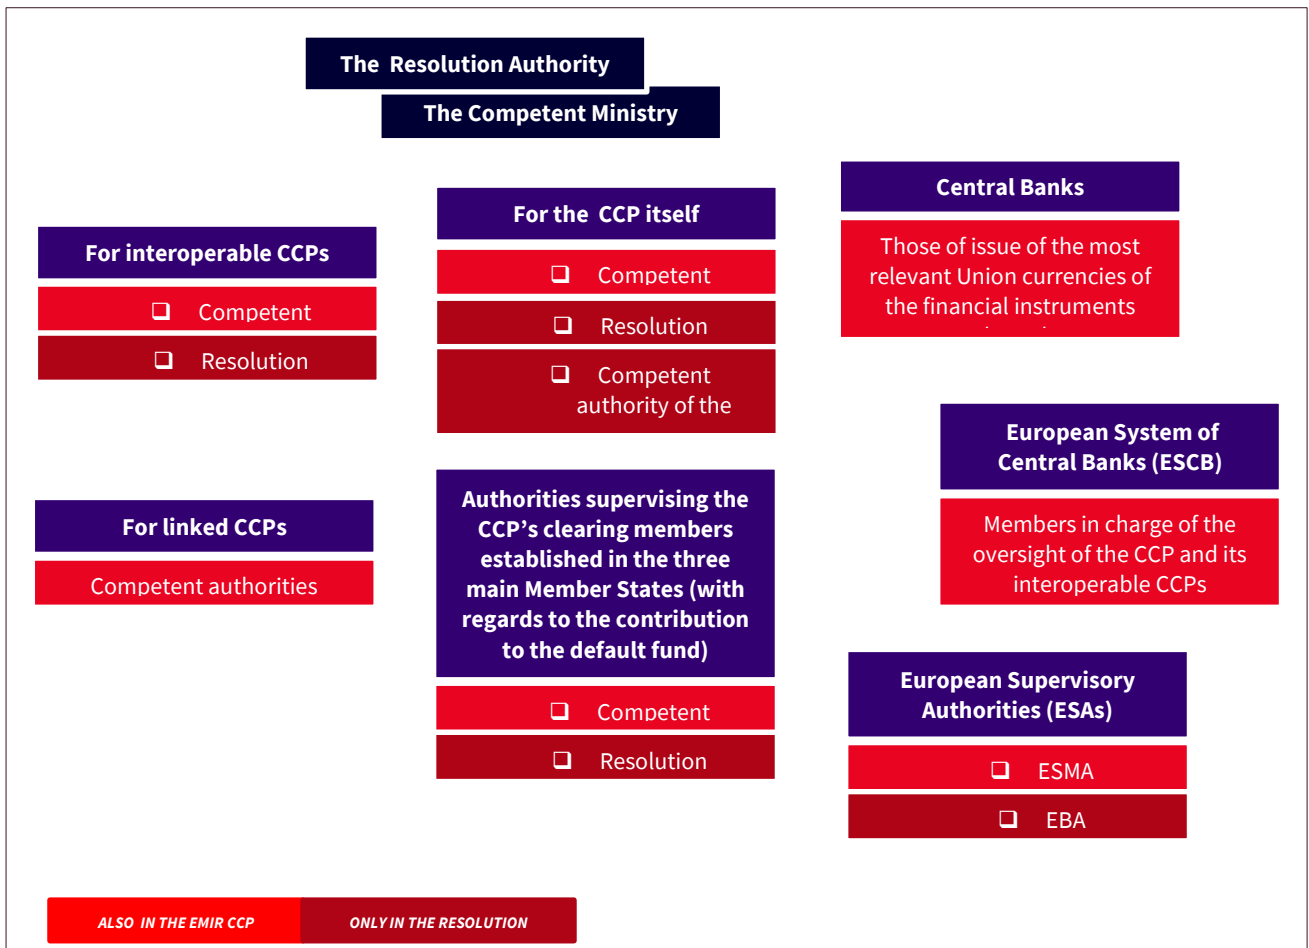 The Resolution Authority
The Competent Ministry
For interoperable CCPs
❑ Competent
❑ Resolution
For the CCP itself
❑ Competent
❑ Resolution
❑ Competent
authority of the
Central Banks
Those of issue of the most
relevant Union currencies of
the financial instruments
European System of
Central Banks (ESCB)
Members in charge of the
oversight of the CCP and its
interoperable CCPs
For linked CCPs
Competent authorities
Authorities supervising the
CCP’s clearing members
established in the three
main Member States (with
regards to the contribution
to the default fund)
❑ Competent
❑ Resolution
European Supervisory
Authorities (ESAs)
❑ ESMA
❑ EBA
ALSO IN THE EMIR CCP
ONLY IN THE RESOLUTION